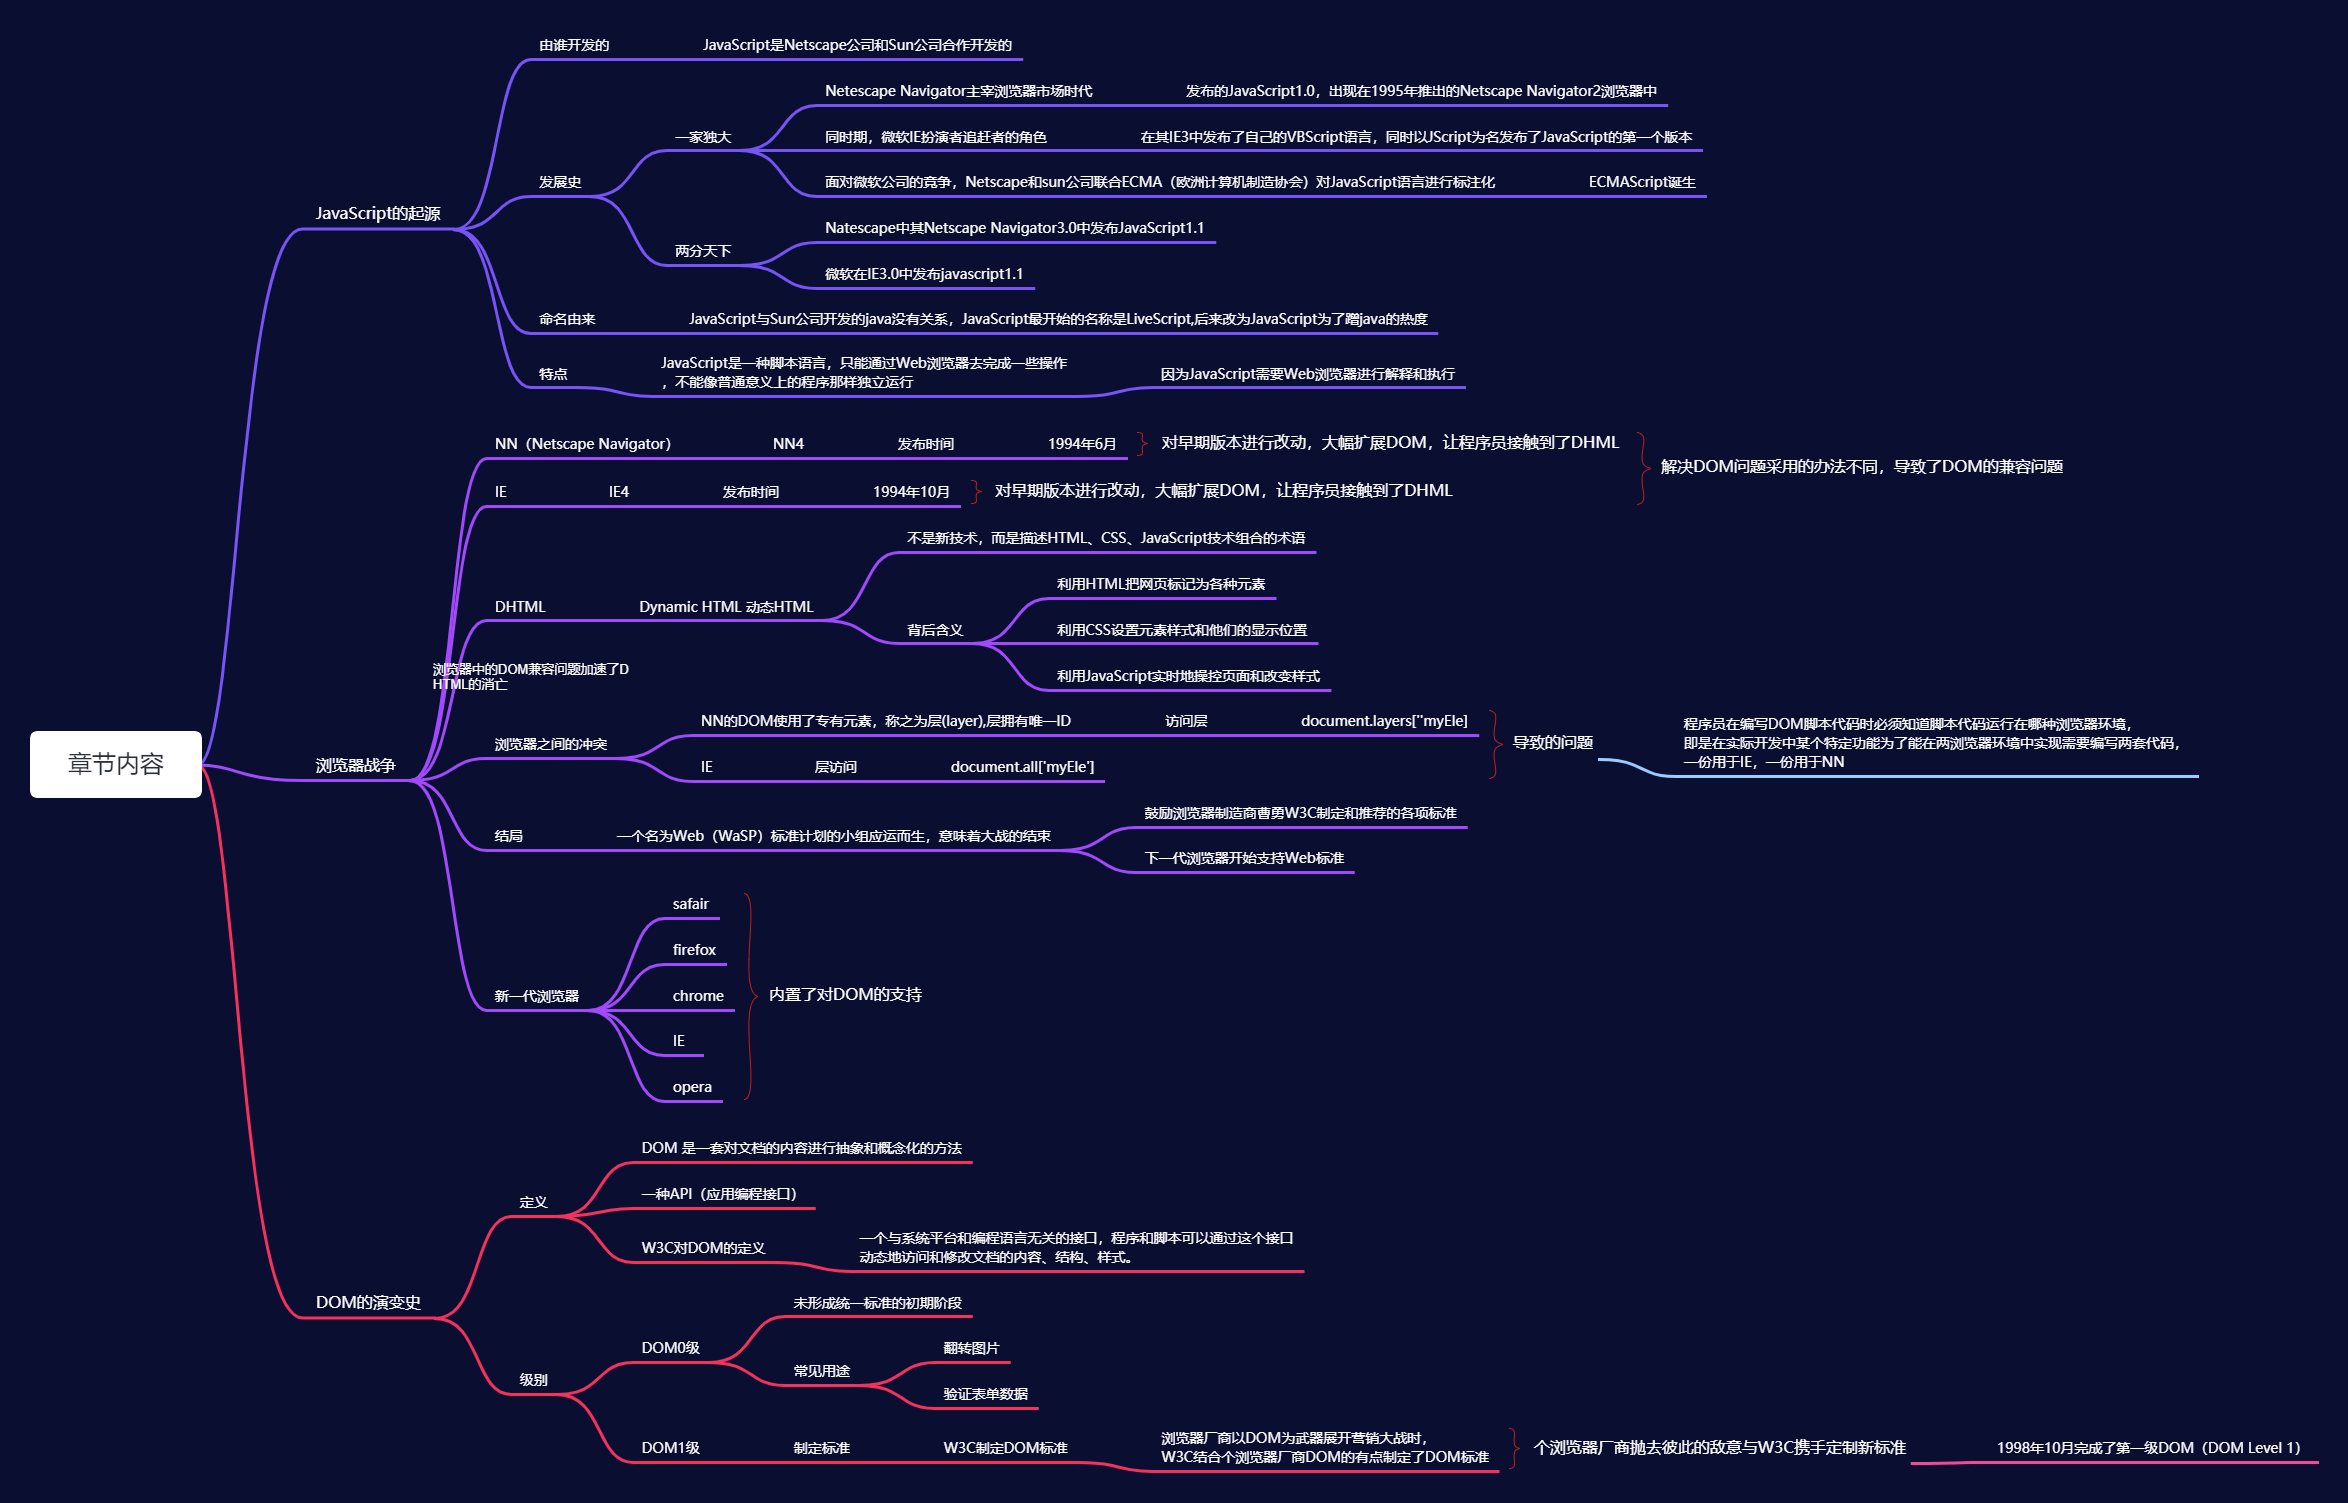 章节内容
JavaScript的起源
由谁开发的
JavaScript是Netscape公司和Sun公司合作开发的
发展史
一家独大
Netescape Navigator主宰浏览器市场时代
发布的JavaScript1.0，出现在1995年推出的Netscape Navigator2浏览器中
同时期，微软IE扮演者追赶者的角色
在其IE3中发布了自己的VBScript语言，同时以JScript为名发布了JavaScript的第一个版本
面对微软公司的竞争，Netscape和sun公司联合ECMA（欧洲计算机制造协会）对JavaScript语言进行标注化
ECMAScript诞生
两分天下
Natescape中其Netscape Navigator3.0中发布JavaScript1.1
微软在IE3.0中发布javascript1.1
命名由来
JavaScript与Sun公司开发的java没有关系，JavaScript最开始的名称是LiveScript,后来改为JavaScript为了蹭java的热度
特点
JavaScript是一种脚本语言，只能通过Web浏览器去完成一些操作
，不能像普通意义上的程序那样独立运行
因为JavaScript需要Web浏览器进行解释和执行
浏览器战争
NN（Netscape Navigator）
NN4
发布时间
1994年6月
对早期版本进行改动，大幅扩展DOM，让程序员接触到了DHML
IE
IE4
发布时间
1994年10月
对早期版本进行改动，大幅扩展DOM，让程序员接触到了DHML
解决DOM问题采用的办法不同，导致了DOM的兼容问题
DHTML
Dynamic HTML 动态HTML
不是新技术，而是描述HTML、CSS、JavaScript技术组合的术语
背后含义
利用HTML把网页标记为各种元素
利用CSS设置元素样式和他们的显示位置
利用JavaScript实时地操控页面和改变样式
浏览器中的DOM兼容问题加速了D
HTML的消亡
浏览器之间的冲突
NN的DOM使用了专有元素，称之为层(layer),层拥有唯一ID
访问层
document.layers[''myEle]
IE
层访问
document.all['myEle']
导致的问题
程序员在编写DOM脚本代码时必须知道脚本代码运行在哪种浏览器环境，
即是在实际开发中某个特定功能为了能在两浏览器环境中实现需要编写两套代码，
一份用于IE，一份用于NN
结局
一个名为Web（WaSP）标准计划的小组应运而生，意味着大战的结束
鼓励浏览器制造商曹勇W3C制定和推荐的各项标准
下一代浏览器开始支持Web标准
新一代浏览器
safair
firefox
chrome
IE
opera
内置了对DOM的支持
DOM的演变史
定义
DOM 是一套对文档的内容进行抽象和概念化的方法
一种API（应用编程接口）
W3C对DOM的定义
一个与系统平台和编程语言无关的接口，程序和脚本可以通过这个接口
动态地访问和修改文档的内容、结构、样式。
级别
DOM0级
未形成统一标准的初期阶段
常见用途
翻转图片
验证表单数据
DOM1级
制定标准
W3C制定DOM标准
浏览器厂商以DOM为武器展开营销大战时，
W3C结合个浏览器厂商DOM的有点制定了DOM标准
个浏览器厂商抛去彼此的敌意与W3C携手定制新标准
1998年10月完成了第一级DOM（DOM Level 1）